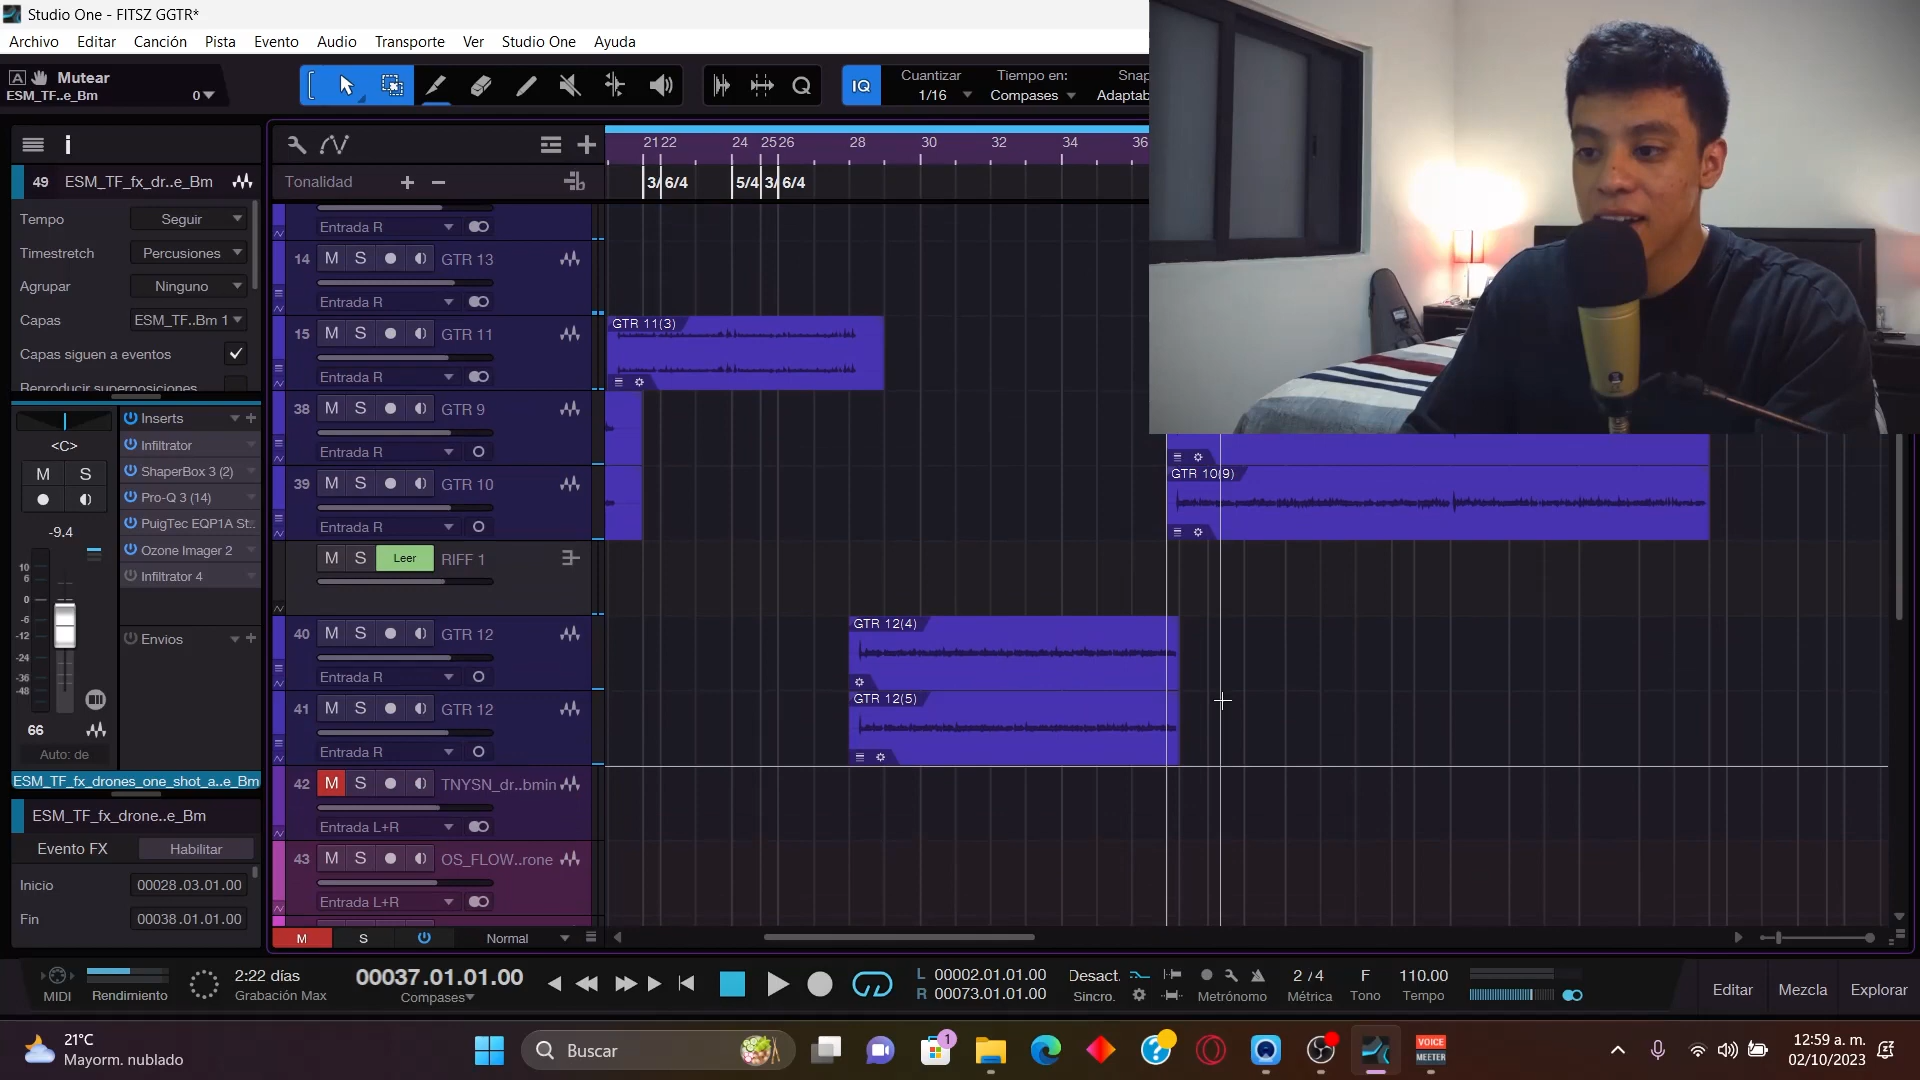 Studio One - FITSZ GGTR*
Archivo Editar Canción Pista Evento Audio Transporte Ver Studio One Ayuda
A Mutear
ESM_TF..e_Bm 0
IQ
Cuantizar
1/16
Tiempo en:
Compases
Snap
Adaptab
i
49 ESM_TF_fx_dr..e_Bm
Tempo Seguir
Timestretch Percusiones
Agrupar Ninguno
Capas ESM_TF..Bm 1
Capas siguen a eventos
Reproducir superposiciones
<C>
M S
-9.4
10
6
0
-6
-12
-24
-36
-48
66
Auto: de
Inserts
Infiltrator
ShaperBox 3 (2)
Pro-Q 3 (14)
PuigTec EQP1A St..
Ozone Imager 2
Infiltrator 4
Envios
ESM_TF_fx_drones_one_shot_a..e_Bm
ESM_TF_fx_drone..e_Bm
Evento FX Habilitar
Inicio 00028.03.01.00
Fin 00038.01.01.00
Tonalidad
21 22 24 25 26 28 30 32 34 36
3/ 6/4 5/4 3/ 6/4
Entrada R
14 M S GTR 13
Entrada R
15 M S GTR 11
Entrada R
38 M S GTR 9
Entrada R
39 M S GTR 10
Entrada R
M S Leer RIFF 1
40 M S GTR 12
Entrada R
41 M S GTR 12
Entrada R
42 M S TNYSN_dr..bmin
Entrada L+R
43 M S OS_FLOW..rone
Entrada L+R
M S Normal
GTR 11(3)
GTR 10(9)
GTR 12(4)
GTR 12(5)
MIDI
Rendimiento
2:22 días
Grabación Max
00037.01.01.00
Compases
L 00002.01.01.00
R 00073.01.01.00
Desact.
Sincro.
Metrónomo
2 / 4
Métrica
F
Tono
110.00
Tempo
Editar Mezcla Explorar
21°C
Mayorm. nublado
Buscar
1
VOICE
MEETER
12:59 a. m.
02/10/2023